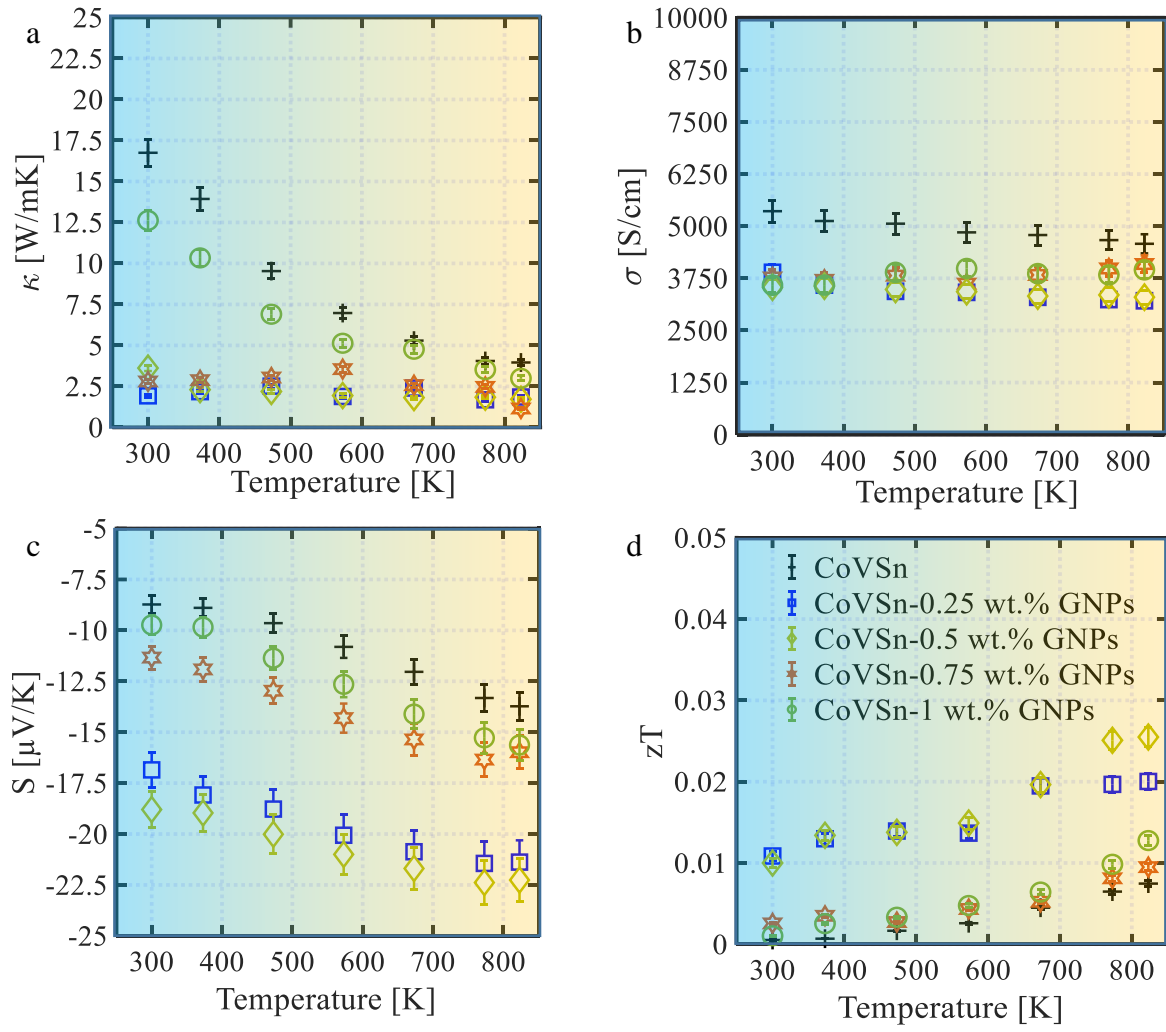 a
25
22.5
20
17.5
15
12.5
10
7.5
5
2.5
0
κ [W/mK]
300 400 500 600 700 800
Temperature [K]
b
10000
8750
7500
6250
5000
3750
2500
1250
0
σ [S/cm]
300 400 500 600 700 800
Temperature [K]
c
-5
-7.5
-10
-12.5
-15
-17.5
-20
-22.5
-25
S [µV/K]
300 400 500 600 700 800
Temperature [K]
d
0.05
0.04
0.03
0.02
0.01
0
zT
CoVSn
CoVSn-0.25 wt.% GNPs
CoVSn-0.5 wt.% GNPs
CoVSn-0.75 wt.% GNPs
CoVSn-1 wt.% GNPs
300 400 500 600 700 800
Temperature [K]